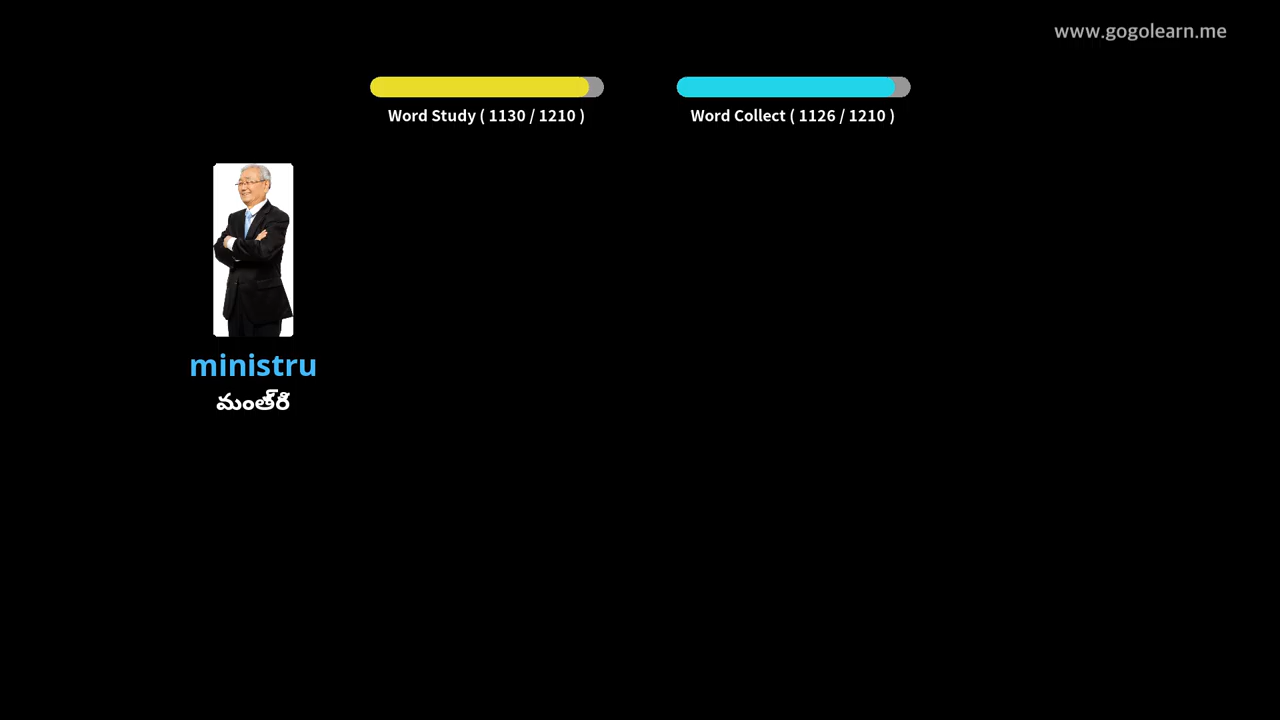 www.gogolearn.me
Word Study ( 1130 / 1210 )
Word Collect ( 1126 / 1210 )
ministru
మంత్రి